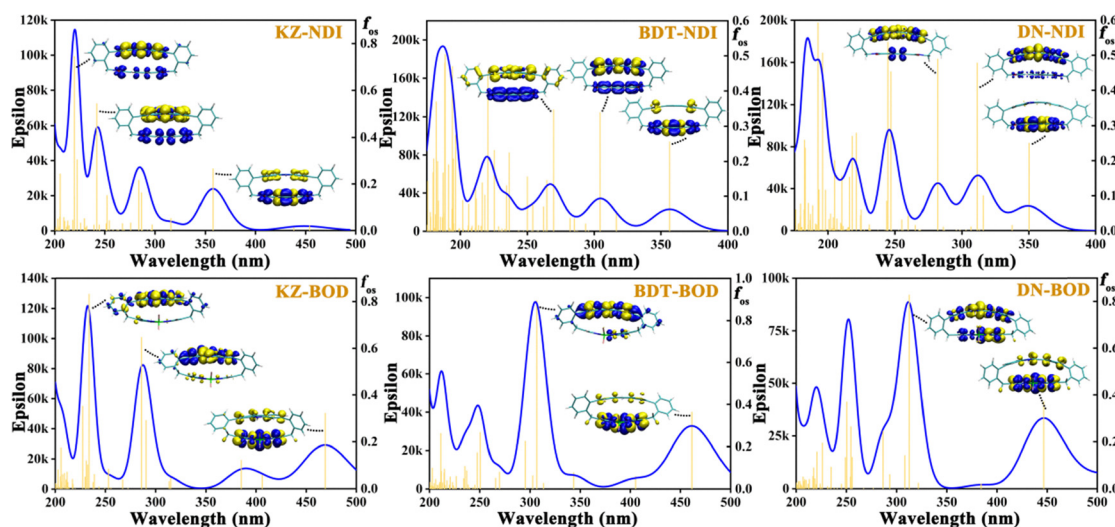 KZ-NDI
120k
100k
80k
60k
40k
20k
0
0.8
0.6
0.4
0.2
0.0
fos
Epsilon
200 250 300 350 400 450 500
Wavelength (nm)
BDT-NDI
200k
160k
120k
80k
40k
0
0.6
0.5
0.4
0.3
0.2
0.1
0.0
fos
Epsilon
200 250 300 350 400
Wavelength (nm)
DN-NDI
200k
160k
120k
80k
40k
0
0.6
0.5
0.4
0.3
0.2
0.1
0.0
fos
Epsilon
200 250 300 350 400
Wavelength (nm)
KZ-BOD
140k
120k
100k
80k
60k
40k
20k
0
0.8
0.6
0.4
0.2
0.0
fos
Epsilon
200 250 300 350 400 450 500
Wavelength (nm)
BDT-BOD
100k
80k
60k
40k
20k
0
1.0
0.8
0.6
0.4
0.2
0.0
fos
Epsilon
200 250 300 350 400 450 500
Wavelength (nm)
DN-BOD
100k
75k
50k
25k
0
0.8
0.6
0.4
0.2
0.0
fos
Epsilon
200 250 300 350 400 450 500
Wavelength (nm)